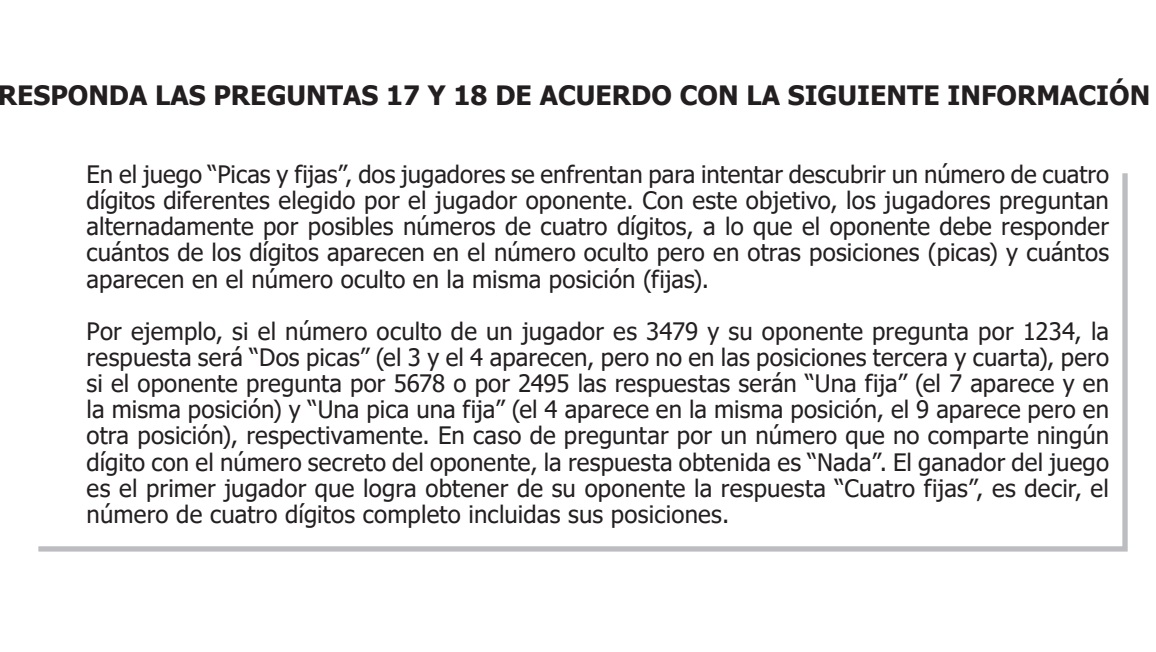 RESPONDA LAS PREGUNTAS 17 Y 18 DE ACUERDO CON LA SIGUIENTE INFORMACIÓN
En el juego “Picas y fijas”, dos jugadores se enfrentan para intentar descubrir un número de cuatro
dígitos diferentes elegido por el jugador oponente. Con este objetivo, los jugadores preguntan
alternadamente por posibles números de cuatro dígitos, a lo que el oponente debe responder
cuántos de los dígitos aparecen en el número oculto pero en otras posiciones (picas) y cuántos
aparecen en el número oculto en la misma posición (fijas).
Por ejemplo, si el número oculto de un jugador es 3479 y su oponente pregunta por 1234, la
respuesta será “Dos picas” (el 3 y el 4 aparecen, pero no en las posiciones tercera y cuarta), pero
si el oponente pregunta por 5678 o por 2495 las respuestas serán “Una fija” (el 7 aparece y en
la misma posición) y “Una pica una fija” (el 4 aparece en la misma posición, el 9 aparece pero en
otra posición), respectivamente. En caso de preguntar por un número que no comparte ningún
dígito con el número secreto del oponente, la respuesta obtenida es “Nada”. El ganador del juego
es el primer jugador que logra obtener de su oponente la respuesta “Cuatro fijas”, es decir, el
número de cuatro dígitos completo incluidas sus posiciones.